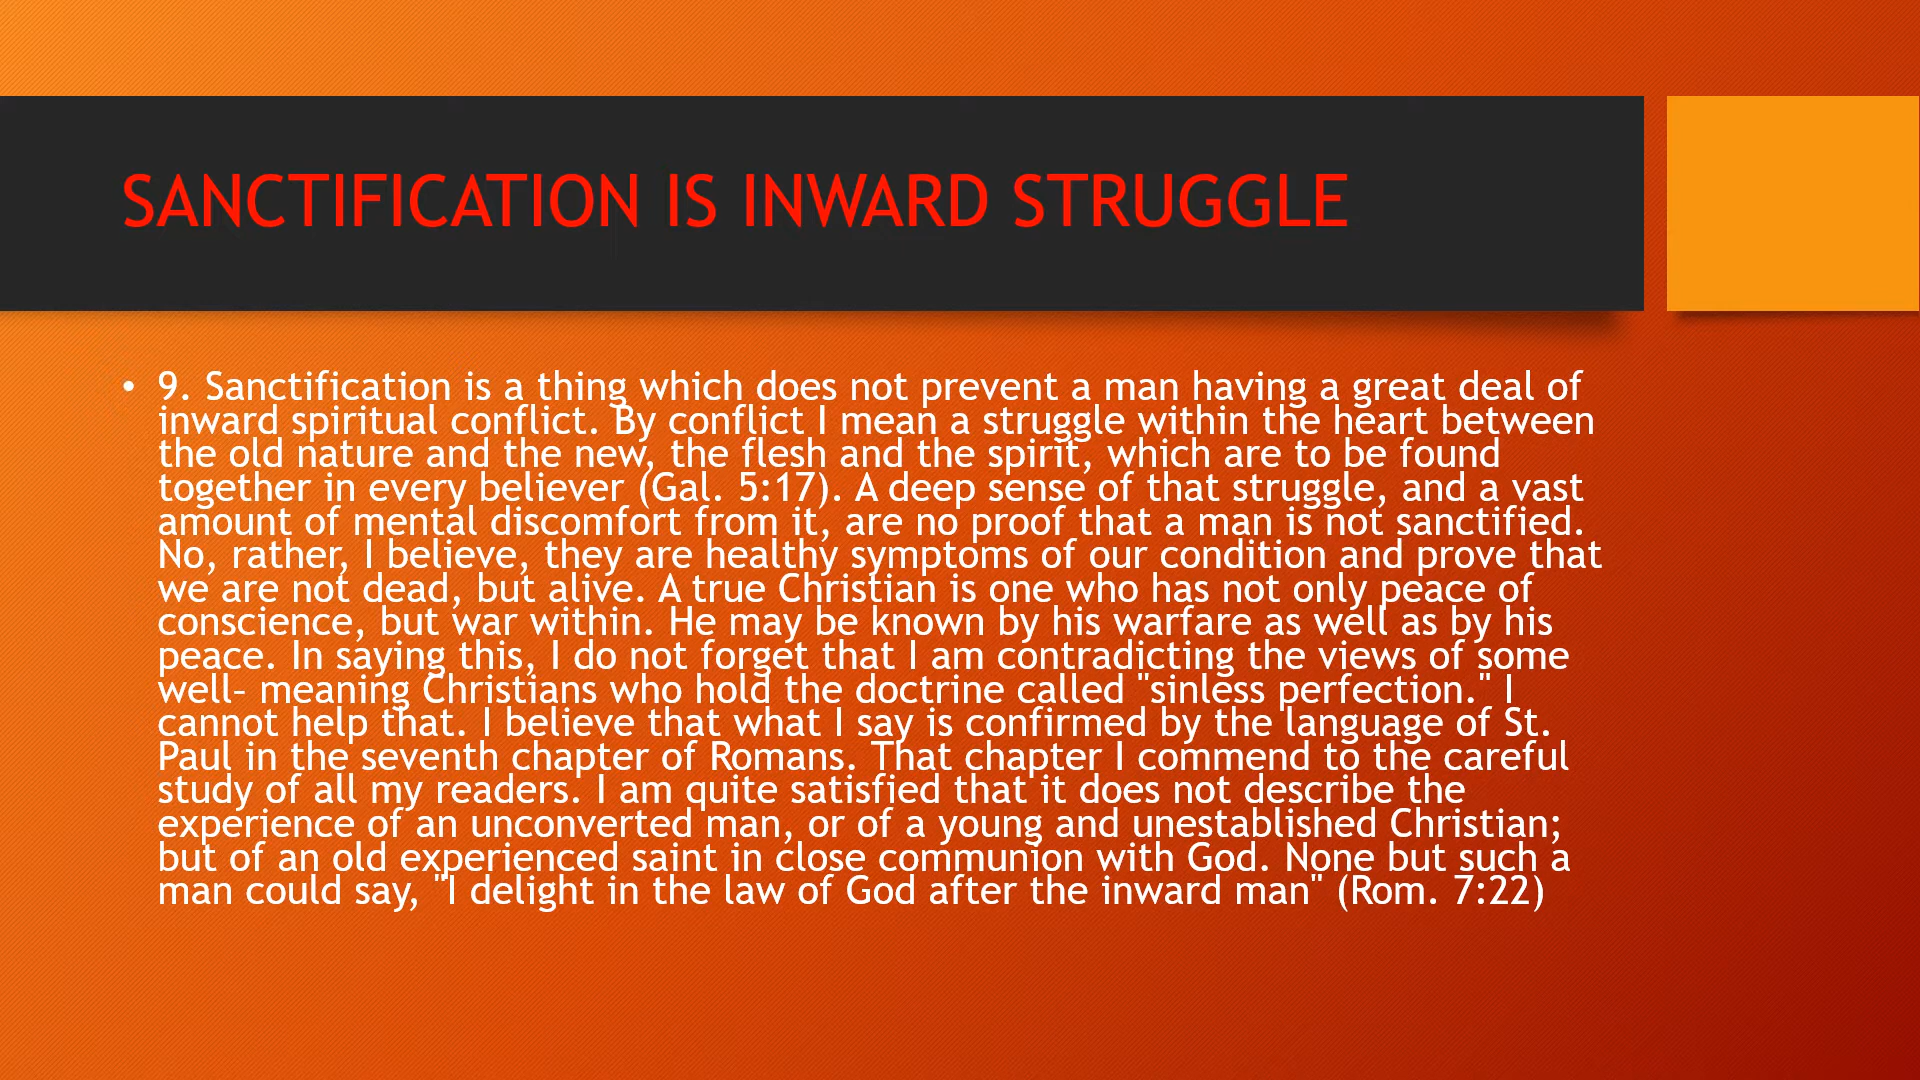 SANCTIFICATION IS INWARD STRUGGLE
• 9. Sanctification is a thing which does not prevent a man having a great deal of
inward spiritual conflict. By conflict I mean a struggle within the heart between
the old nature and the new, the flesh and the spirit, which are to be found
together in every believer (Gal. 5:17). A deep sense of that struggle, and a vast
amount of mental discomfort from it, are no proof that a man is not sanctified.
No, rather, I believe, they are healthy symptoms of our condition and prove that
we are not dead, but alive. A true Christian is one who has not only peace of
conscience, but war within. He may be known by his warfare as well as by his
peace. In saying this, I do not forget that I am contradicting the views of some
well– meaning Christians who hold the doctrine called "sinless perfection." I
cannot help that. I believe that what I say is confirmed by the language of St.
Paul in the seventh chapter of Romans. That chapter I commend to the careful
study of all my readers. I am quite satisfied that it does not describe the
experience of an unconverted man, or of a young and unestablished Christian;
but of an old experienced saint in close communion with God. None but such a
man could say, "I delight in the law of God after the inward man" (Rom. 7:22)